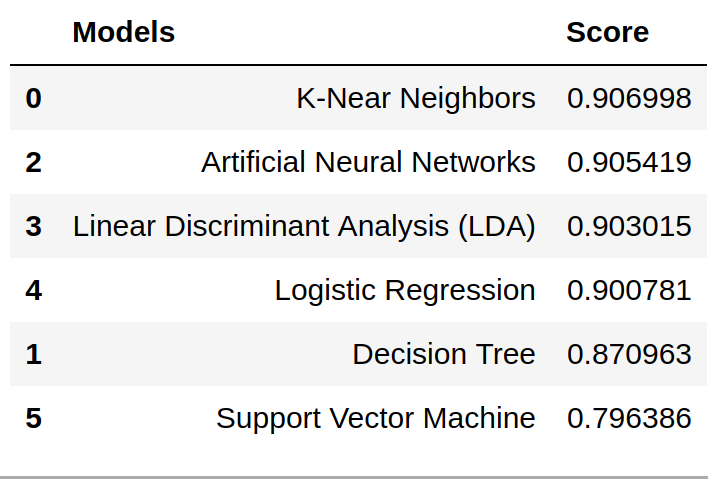 Models Score
0 K-Near Neighbors 0.906998
2 Artificial Neural Networks 0.905419
3 Linear Discriminant Analysis (LDA) 0.903015
4 Logistic Regression 0.900781
1 Decision Tree 0.870963
5 Support Vector Machine 0.796386